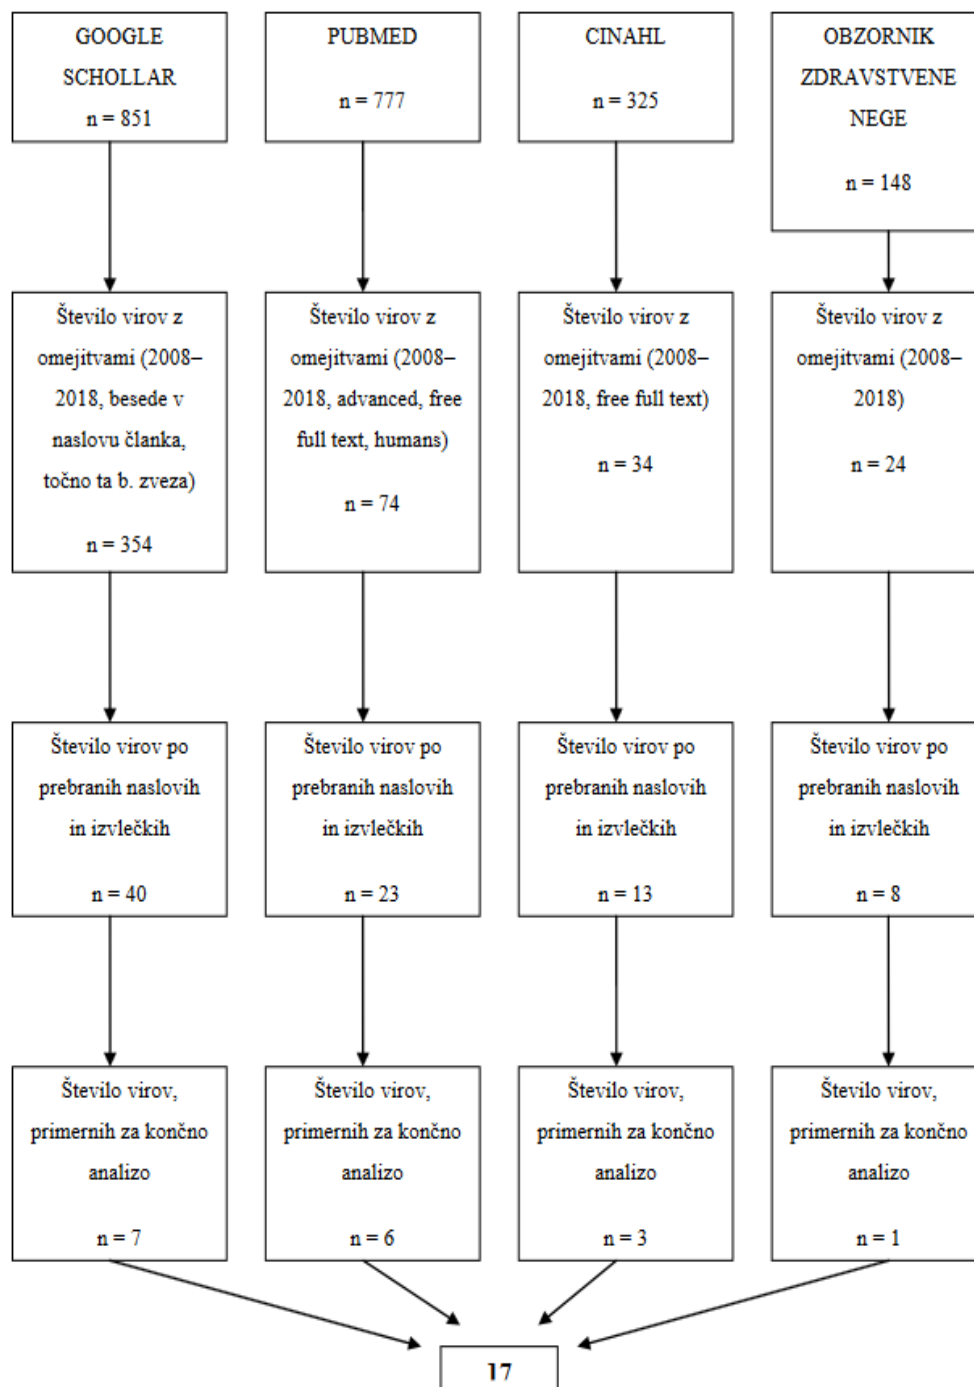 GOOGLE
SCHOLLAR
n = 851
PUBMED
n = 777
CINAHL
n = 325
OBZORNIK
ZDRAVSTVENE
NEGE
n = 148
Število virov z
omejitvami (2008–
2018, besede v
naslovu članka,
točno ta b. zveza)
n = 354
Število virov z
omejitvami (2008–
2018, advanced, free
full text, humans)
n = 74
Število virov z
omejitvami (2008–
2018, free full text)
n = 34
Število virov z
omejitvami (2008–
2018)
n = 24
Število virov po
prebranih naslovih
in izvlečkih
n = 40
Število virov po
prebranih naslovih
in izvlečkih
n = 23
Število virov po
prebranih naslovih
in izvlečkih
n = 13
Število virov po
prebranih naslovih
in izvlečkih
n = 8
Število virov,
primernih za končno
analizo
n = 7
Število virov,
primernih za končno
analizo
n = 6
Število virov,
primernih za končno
analizo
n = 3
Število virov,
primernih za končno
analizo
n = 1
17